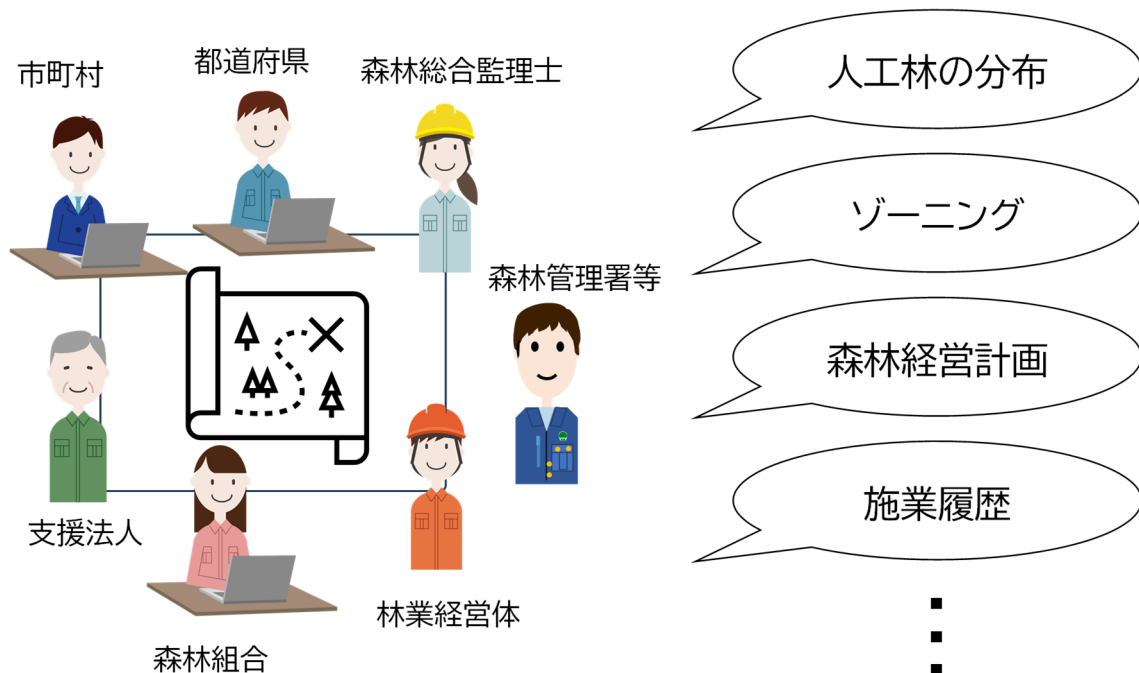 市町村
都道府県
森林総合監理士
森林管理署等
支援法人
林業経営体
森林組合
人工林の分布
ゾーニング
森林経営計画
施業履歴